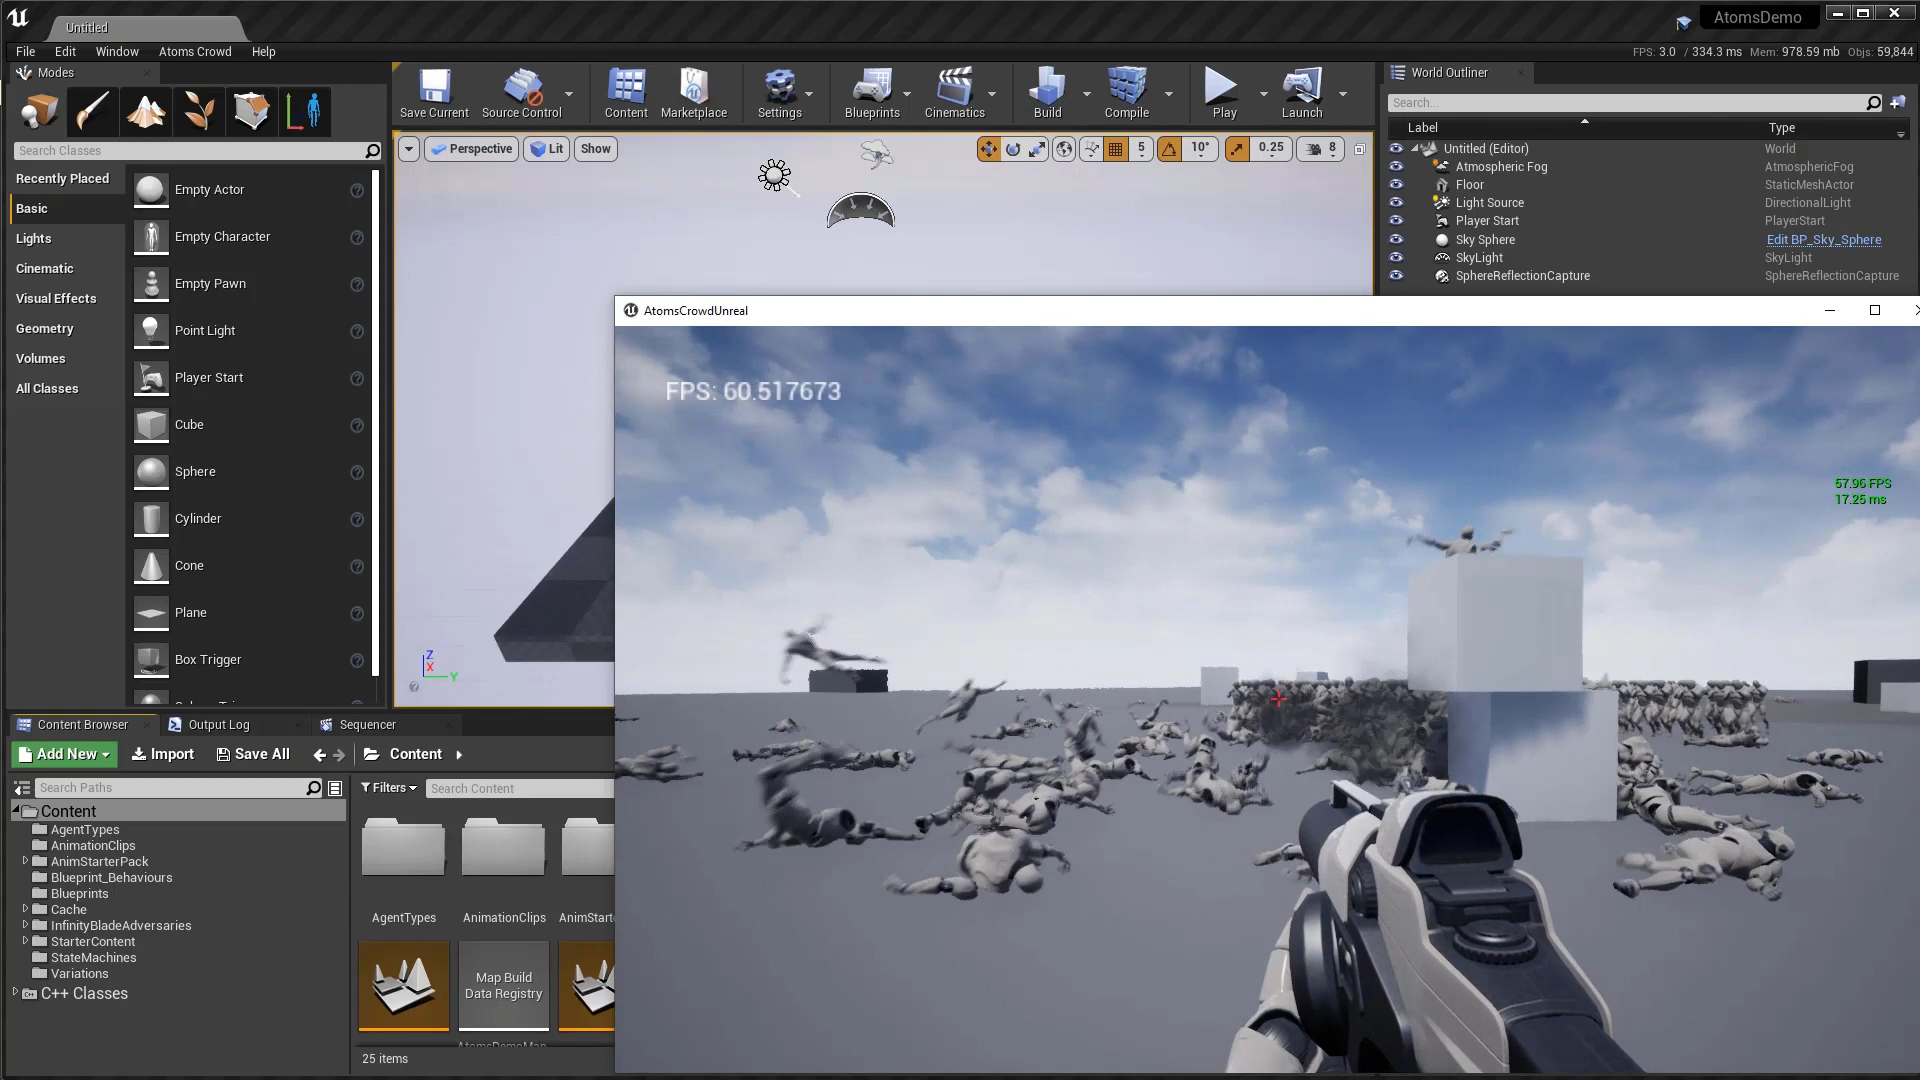 Untitled
AtomsDemo
File Edit Window Atoms Crowd Help
FPS: 3.0 / 334.3 ms Mem: 978.59 mb Objs: 59,844
Modes
Search Classes
Recently Placed
Basic
Lights
Cinematic
Visual Effects
Geometry
Volumes
All Classes
Empty Actor
Empty Character
Empty Pawn
Point Light
Player Start
Cube
Sphere
Cylinder
Cone
Plane
Box Trigger
Save Current Source Control Content Marketplace Settings Blueprints Cinematics Build Compile Play Launch
Perspective Lit Show
5 10° 0.25 8
Z
X
Y
World Outliner
Search...
Label Type
Untitled (Editor) World
Atmospheric Fog AtmosphericFog
Floor StaticMeshActor
Light Source DirectionalLight
Player Start PlayerStart
Sky Sphere Edit BP_Sky_Sphere
SkyLight SkyLight
SphereReflectionCapture SphereReflectionCapture
AtomsCrowdUnreal
FPS: 60.517673
57.96 FPS
17.25 ms
Content Browser Output Log Sequencer
Add New Import Save All Content
Search Paths
Content
AgentTypes
AnimationClips
AnimStarterPack
Blueprint_Behaviours
Blueprints
Cache
InfinityBladeAdversaries
StarterContent
StateMachines
Variations
C++ Classes
Filters Search Content
AgentTypes AnimationClips AnimStarte
Map Build
Data Registry
25 items